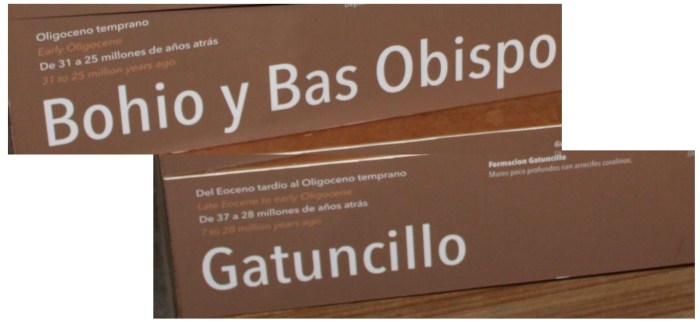 Oligoceno temprano
Early Oligocene
De 31 a 25 millones de años atrás
31 to 25 million years ago
Bohio y Bas Obispo
Del Eoceno tardío al Oligoceno temprano
Late Eocene to early Oligocene
De 37 a 28 millones de años atrás
7 to 28 million years ago
Gatuncillo
Formacion Gatuncillo
Mares poco profundos con arrecifes coralinos.